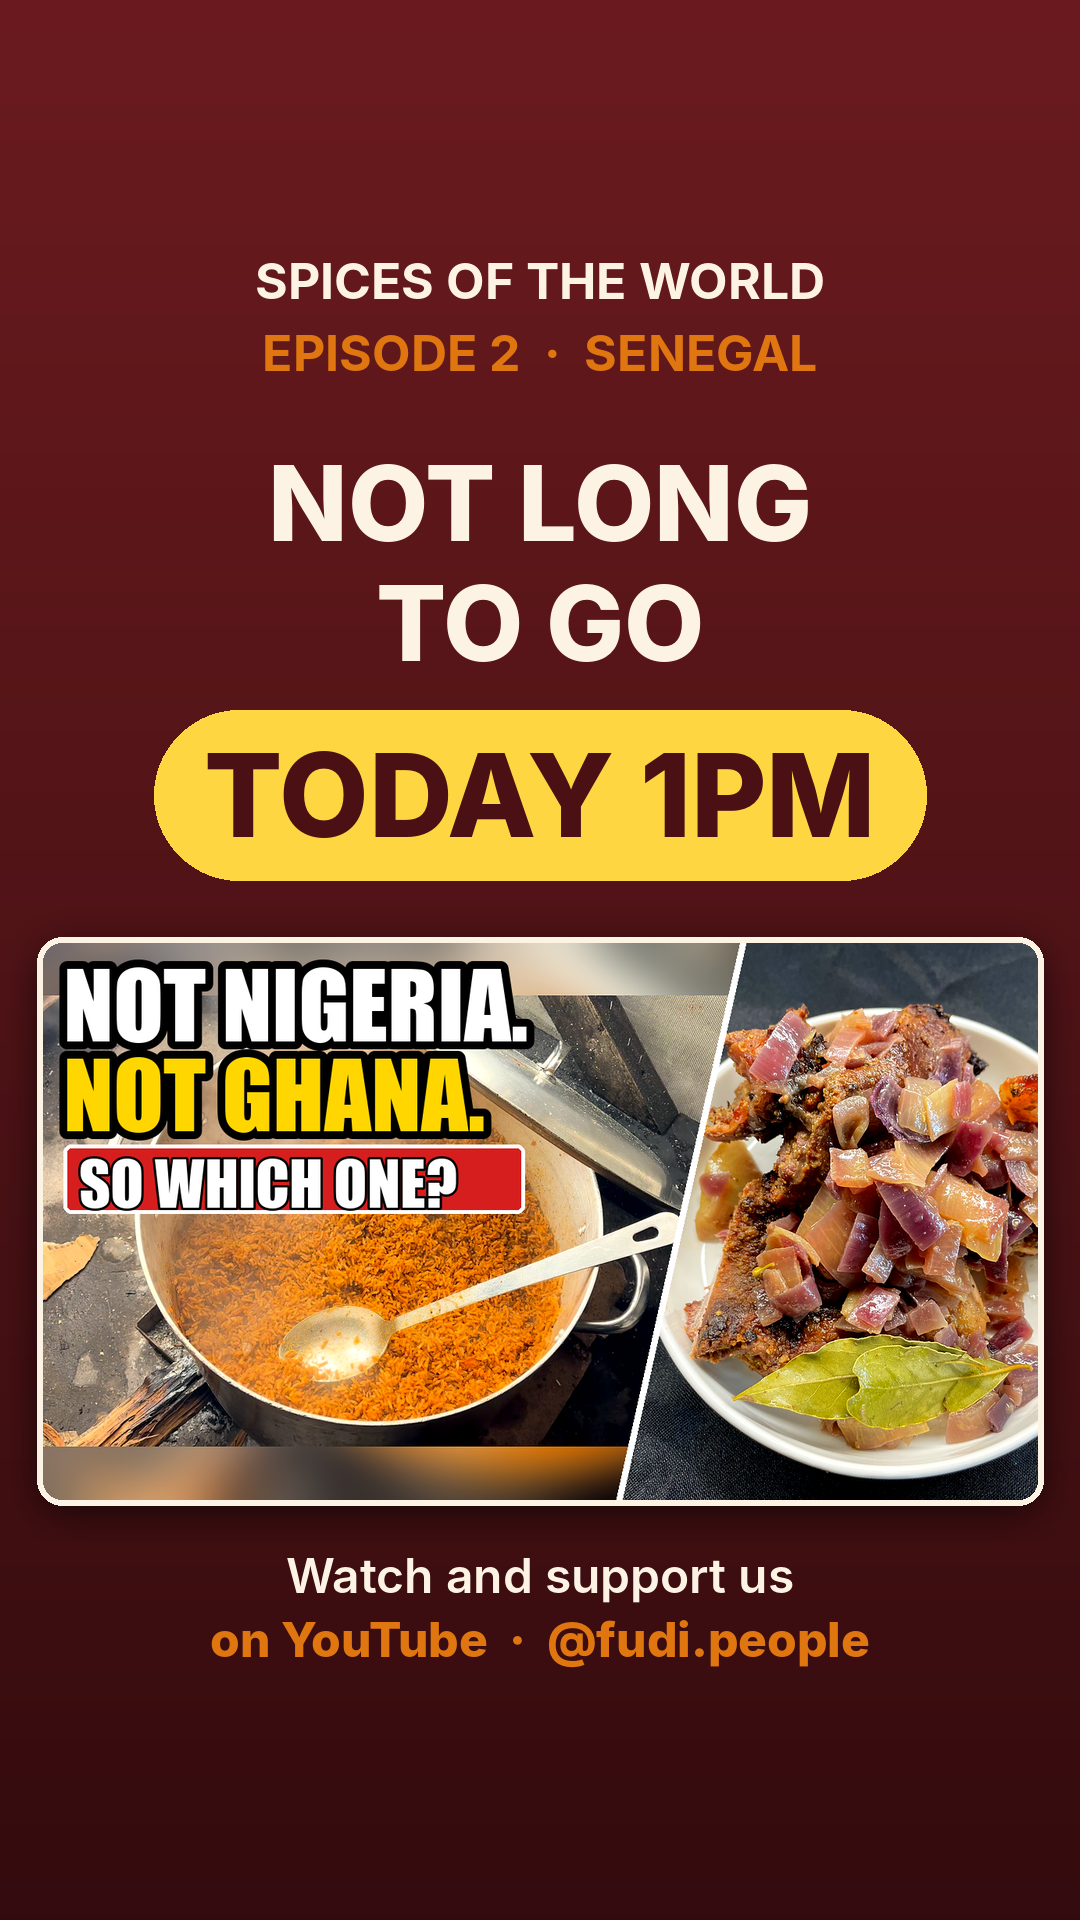 SPICES OF THE WORLD
EPISODE 2 · SENEGAL
NOT LONG
TO GO
TODAY 1PM
NOT NIGERIA.
NOT GHANA.
SO WHICH ONE?
Watch and support us
on YouTube · @fudi.people